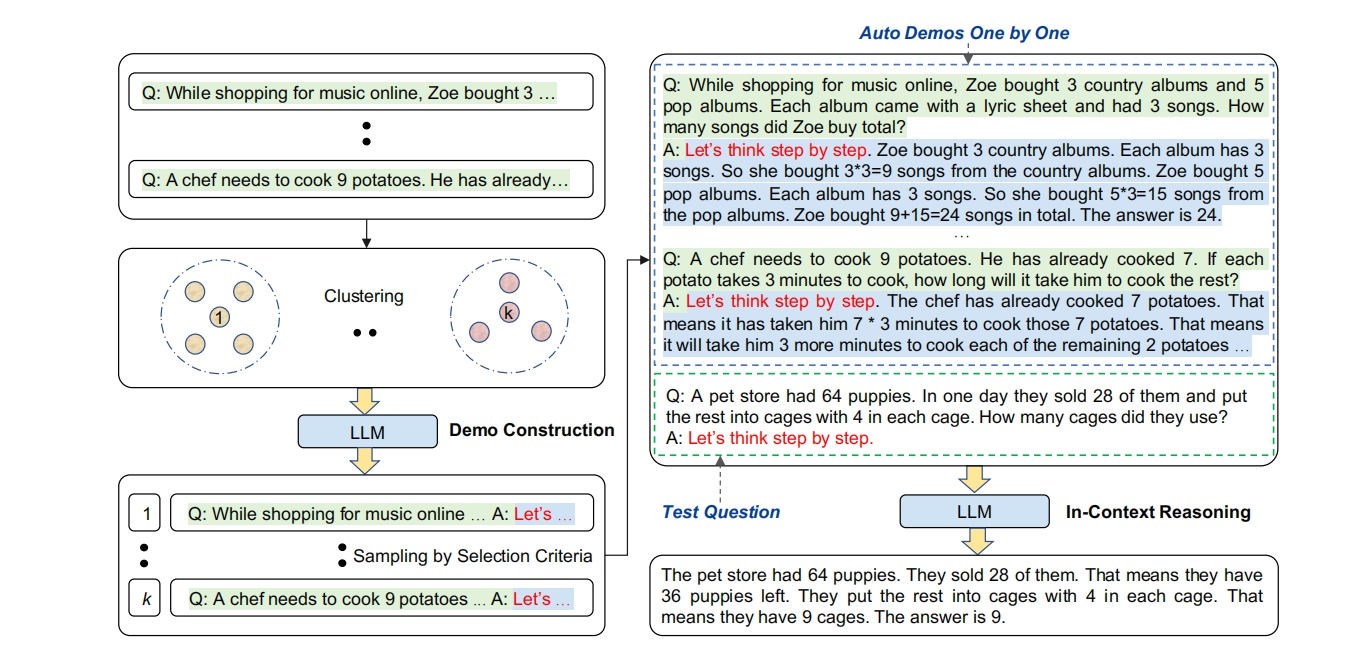 Q: While shopping for music online, Zoe bought 3 …
Q: A chef needs to cook 9 potatoes. He has already…
1
Clustering
k
LLM
Demo Construction
1
Q: While shopping for music online … A: Let's …
Sampling by Selection Criteria
k
Q: A chef needs to cook 9 potatoes ... A: Let's …
Auto Demos One by One
Q: While shopping for music online, Zoe bought 3 country albums and 5
pop albums. Each album came with a lyric sheet and had 3 songs. How
many songs did Zoe buy total?
A: Let's think step by step. Zoe bought 3 country albums. Each album has 3
songs. So she bought 3*3=9 songs from the country albums. Zoe bought 5
pop albums. Each album has 3 songs. So she bought 5*3=15 songs from
the pop albums. Zoe bought 9+15=24 songs in total. The answer is 24.
…
Q: A chef needs to cook 9 potatoes. He has already cooked 7. If each
potato takes 3 minutes to cook, how long will it take him to cook the rest?
A: Let's think step by step. The chef has already cooked 7 potatoes. That
means it has taken him 7 * 3 minutes to cook those 7 potatoes. That means
it will take him 3 more minutes to cook each of the remaining 2 potatoes …
Q: A pet store had 64 puppies. In one day they sold 28 of them and put
the rest into cages with 4 in each cage. How many cages did they use?
A: Let's think step by step.
Test Question
LLM
In-Context Reasoning
The pet store had 64 puppies. They sold 28 of them. That means they have
36 puppies left. They put the rest into cages with 4 in each cage. That
means they have 9 cages. The answer is 9.